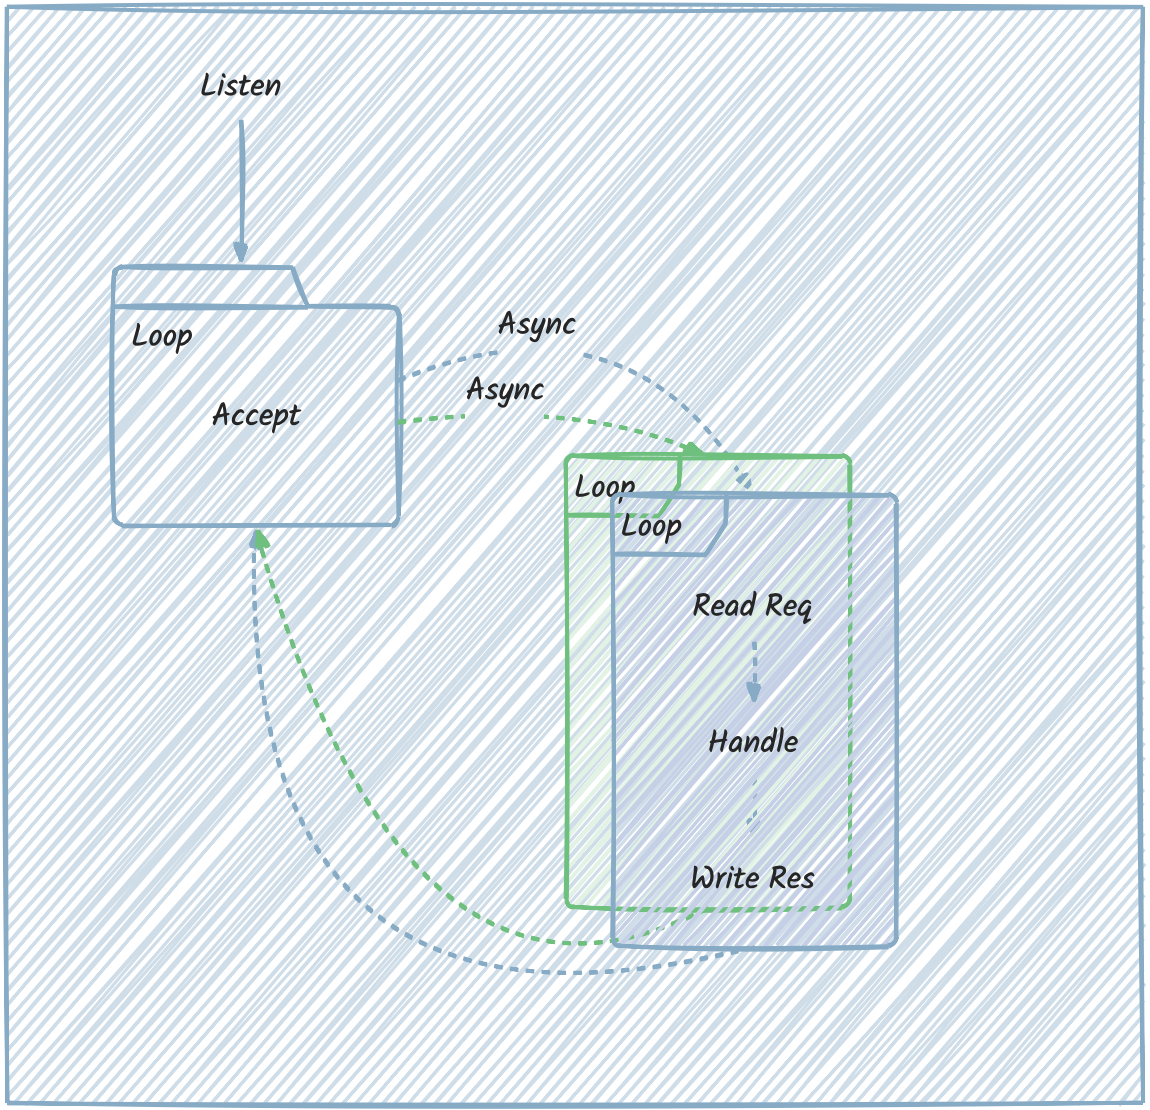 Listen
Loop
Accept
Async
Async
Loop
Loop
Read Req
Handle
Write Res